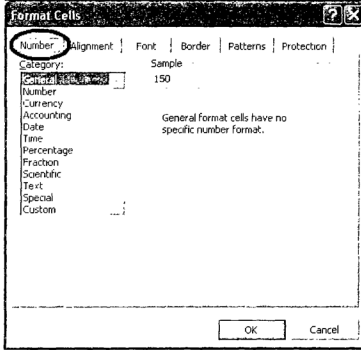 Format Cells
Number Alignment Font Border Patterns Protection
Category: Sample
General 150
Number
Currency
Accounting General format cells have no
Date specific number format.
Time
Percentage
Fraction
Scientific
Text
Special
Custom
OK Cancel